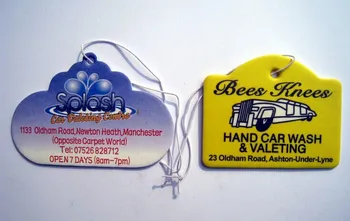 Splash
Car Valeting Centre
1133 Oldham Road, Newton Heath, Manchester
(Opposite Carpet World)
Tel: 07526 828712
OPEN 7 DAYS (8am-7pm)
Bees Knees
HAND CAR WASH
& VALETING
23 Oldham Road, Ashton-Under-Lyne